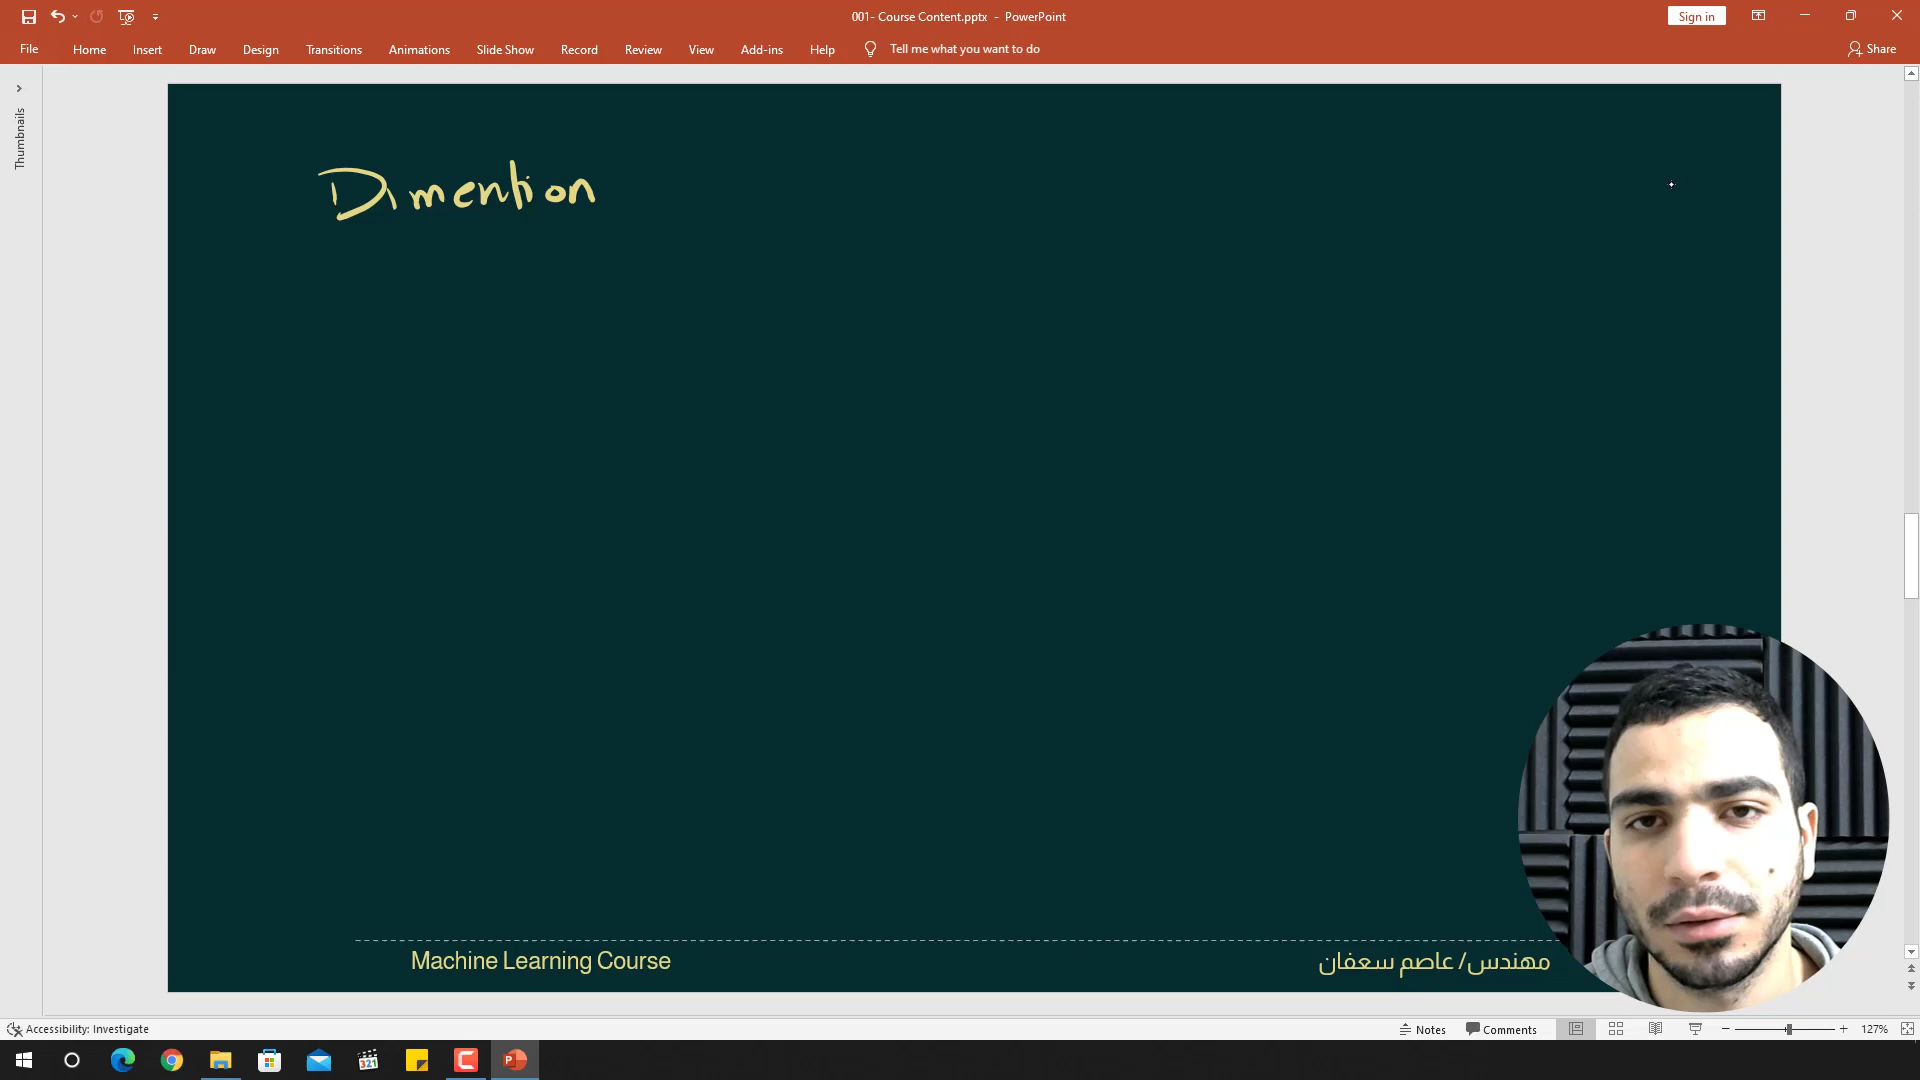 001- Course Content.pptx - PowerPoint
Sign in
File Home Insert Draw Design Transitions Animations Slide Show Record Review View Add-ins Help Tell me what you want to do Share
Thumbnails
Dimention
Machine Learning Course
مهندس/ عاصم سعفان
Accessibility: Investigate Notes Comments 127%
321
P